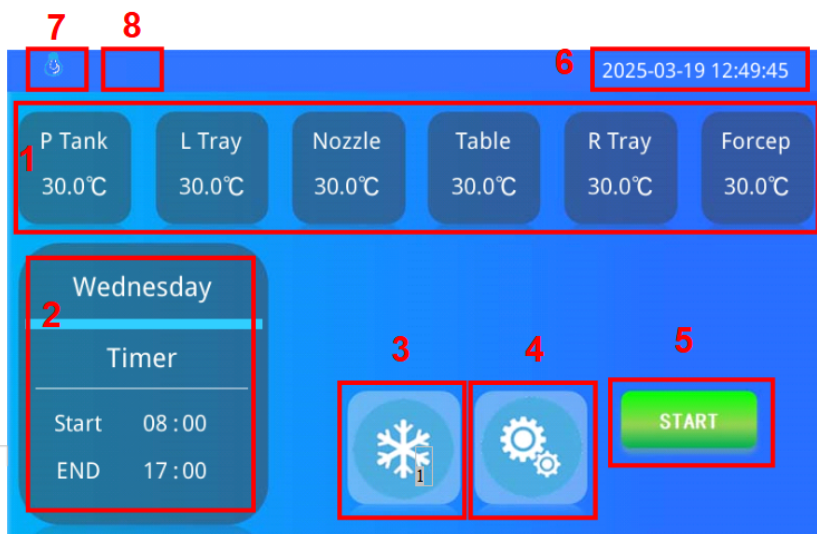 7 8
6 2025-03-19 12:49:45
P Tank L Tray Nozzle Table R Tray Forcep
1
30.0℃ 30.0℃ 30.0℃ 30.0℃ 30.0℃ 30.0℃
Wednesday
2
Timer
3 4 5
Start 08:00
START
END 17:00
1